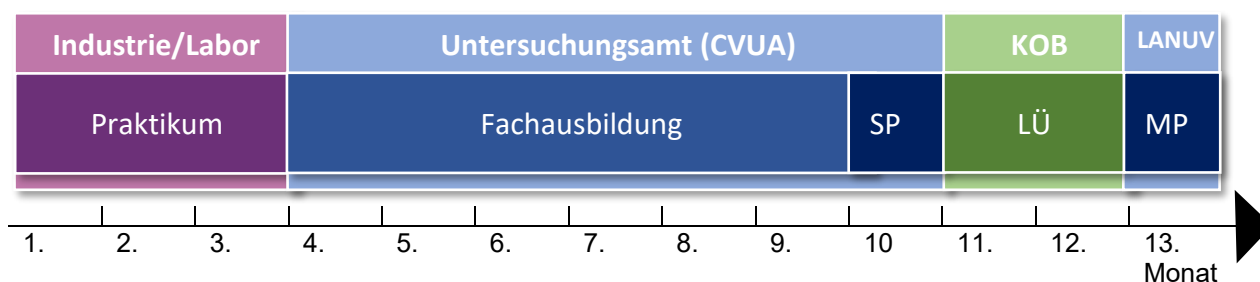 Industrie/Labor Untersuchungsamt (CVUA) KOB LANUV
Praktikum Fachausbildung SP LÜ MP
1. 2. 3. 4. 5. 6. 7. 8. 9. 10 11. 12. 13.
Monat